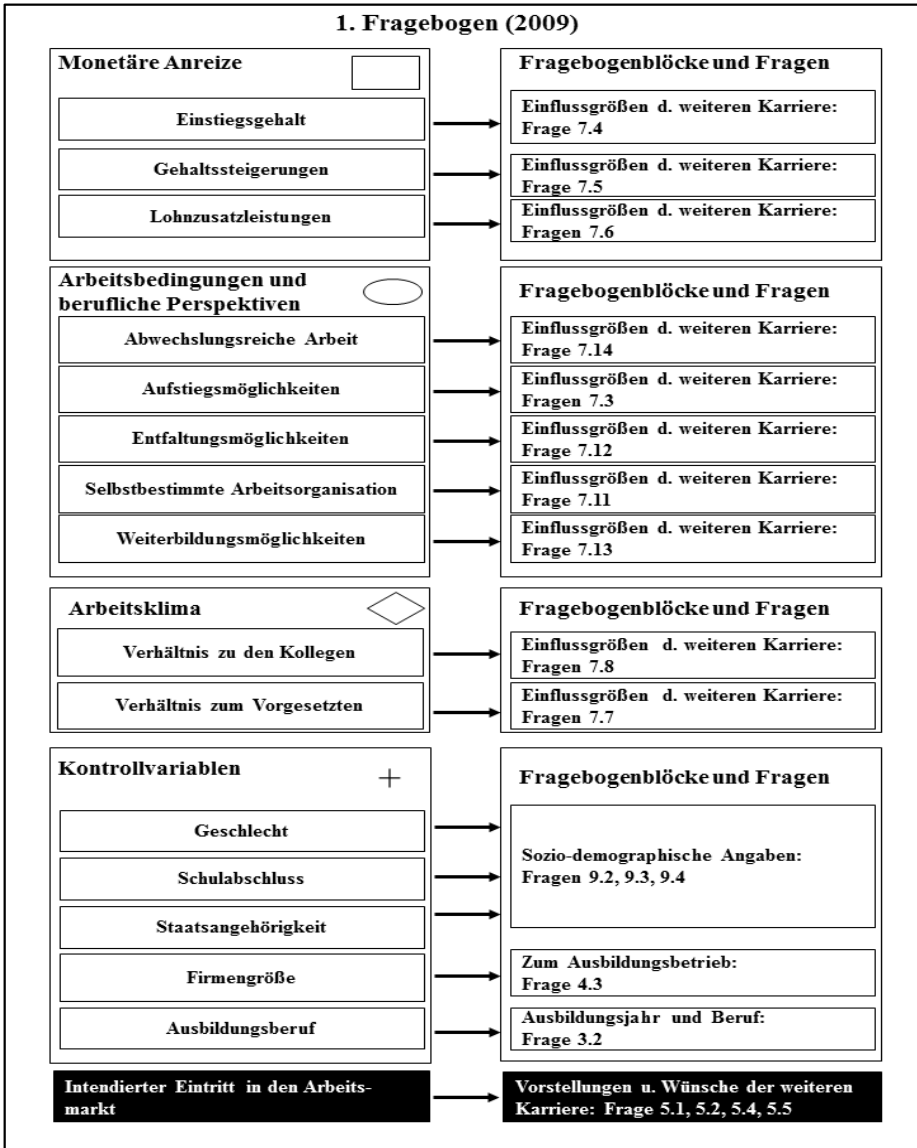 1. Fragebogen (2009)
Monetäre Anreize
Fragebogenblöcke und Fragen
Einstiegsgehalt
Einflussgrößen d. weiteren Karriere:
Frage 7.4
Gehaltssteigerungen
Einflussgrößen d. weiteren Karriere:
Frage 7.5
Lohnzusatzleistungen
Einflussgrößen d. weiteren Karriere:
Fragen 7.6
Arbeitsbedingungen und
berufliche Perspektiven
Fragebogenblöcke und Fragen
Abwechslungsreiche Arbeit
Einflussgrößen d. weiteren Karriere:
Frage 7.14
Aufstiegsmöglichkeiten
Einflussgrößen d. weiteren Karriere:
Fragen 7.3
Entfaltungsmöglichkeiten
Einflussgrößen d. weiteren Karriere:
Frage 7.12
Selbstbestimmte Arbeitsorganisation
Einflussgrößen d. weiteren Karriere:
Frage 7.11
Weiterbildungsmöglichkeiten
Einflussgrößen d. weiteren Karriere:
Frage 7.13
Arbeitsklima
Fragebogenblöcke und Fragen
Verhältnis zu den Kollegen
Einflussgrößen d. weiteren Karriere:
Fragen 7.8
Verhältnis zum Vorgesetzten
Einflussgrößen d. weiteren Karriere:
Fragen 7.7
Kontrollvariablen
Fragebogenblöcke und Fragen
Geschlecht
Schulabschluss
Staatsangehörigkeit
Sozio-demographische Angaben:
Fragen 9.2, 9.3, 9.4
Firmengröße
Zum Ausbildungsbetrieb:
Frage 4.3
Ausbildungsberuf
Ausbildungsjahr und Beruf:
Frage 3.2
Intendierter Eintritt in den Arbeits-
markt
Vorstellungen u. Wünsche der weiteren
Karriere: Frage 5.1, 5.2, 5.4, 5.5